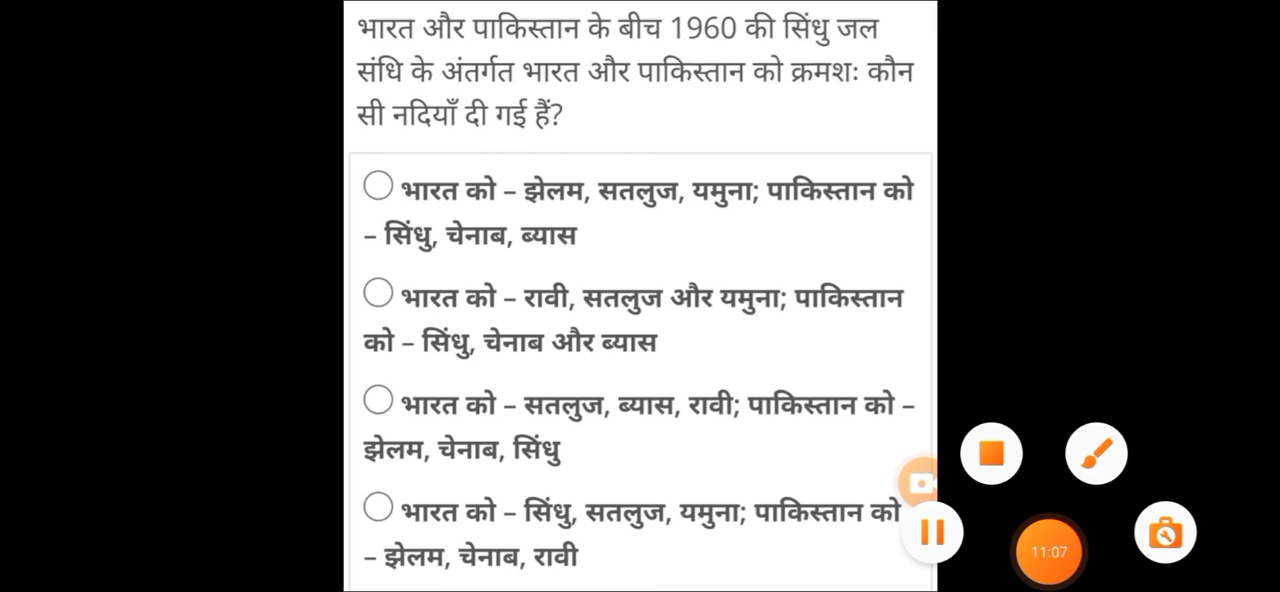 भारत और पाकिस्तान के बीच 1960 की सिंधु जल
संधि के अंतर्गत भारत और पाकिस्तान को क्रमशः कौन
सी नदियाँ दी गई हैं?
भारत को – झेलम, सतलुज, यमुना; पाकिस्तान को
– सिंधु, चेनाब, ब्यास
भारत को – रावी, सतलुज और यमुना; पाकिस्तान
को – सिंधु, चेनाब और ब्यास
भारत को – सतलुज, ब्यास, रावी; पाकिस्तान को –
झेलम, चेनाब, सिंधु
भारत को – सिंधु, सतलुज, यमुना; पाकिस्तान को
– झेलम, चेनाब, रावी
11:07